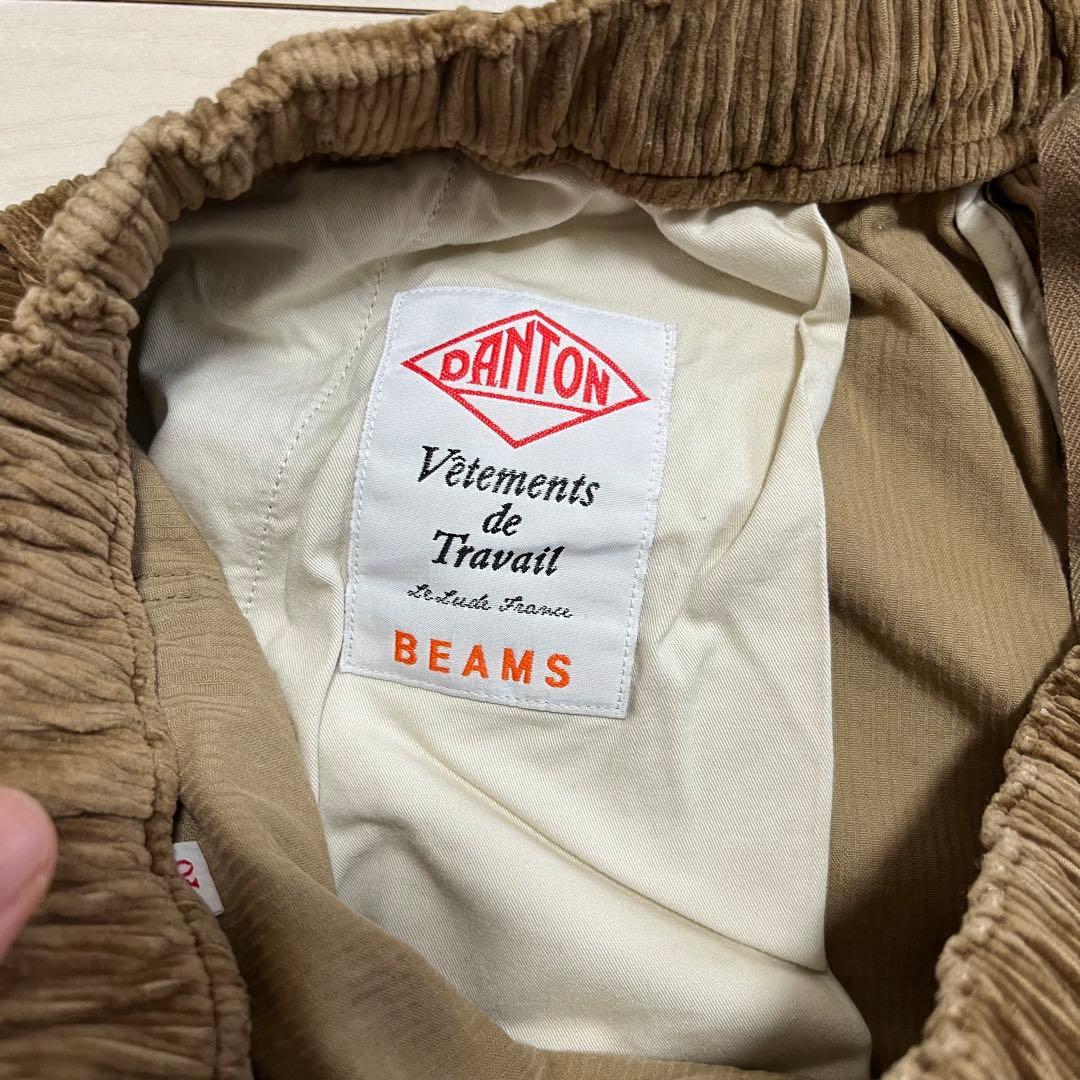 DANTON
Vêtements
de
Travail
Le Lude France
BEAMS